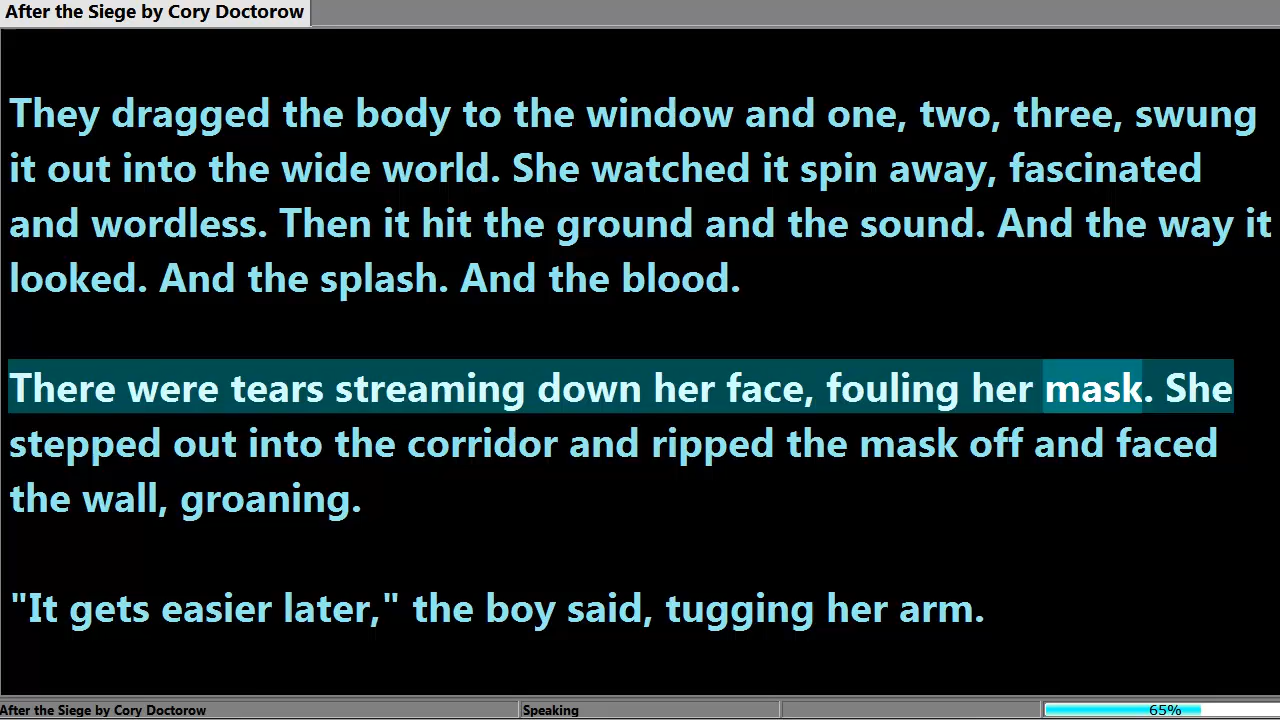 After the Siege by Cory Doctorow
They dragged the body to the window and one, two, three, swung
it out into the wide world. She watched it spin away, fascinated
and wordless. Then it hit the ground and the sound. And the way it
looked. And the splash. And the blood.
There were tears streaming down her face, fouling her mask. She
stepped out into the corridor and ripped the mask off and faced
the wall, groaning.
"It gets easier later," the boy said, tugging her arm.
After the Siege by Cory Doctorow
Speaking
65%